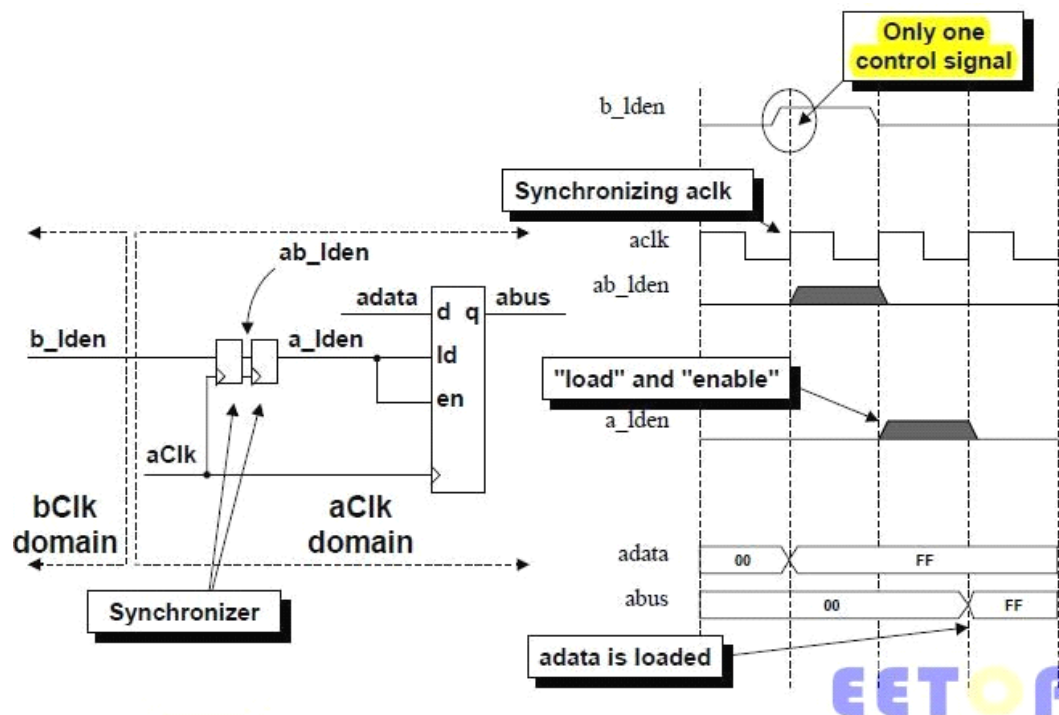 Only one
control signal
b_lden
Synchronizing aclk
aclk
ab_lden
ab_lden
adata
abus
d q
b_lden
a_lden
ld
"load" and "enable"
en
a_lden
aClk
bClk
domain
aClk
domain
adata
00
FF
Synchronizer
abus
00
FF
adata is loaded